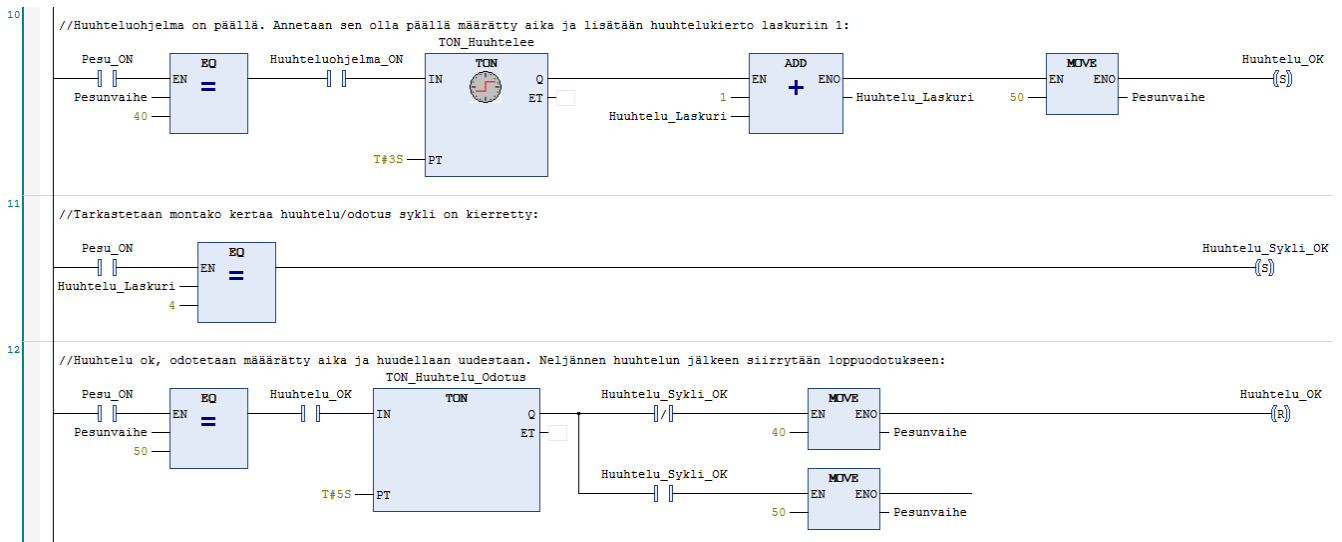 10
//Huuhteluohjelma on päällä. Annetaan sen olla päällä määrätty aika ja lisätään huuhtelukierto laskuriin 1:
TON_Huuhtelee
Pesu_ON EQ Huuhteluohjelma_ON TON ADD MOVE Huuhtelu_OK
EN = IN Q EN + ENO EN ENO (S)
Pesunvaihe ET 1 Huuhtelu_Laskuri 50 Pesunvaihe
40 Huuhtelu_Laskuri
T#3S PT
11
//Tarkastetaan montako kertaa huuhtelu/odotus sykli on kierretty:
Pesu_ON EQ Huuhtelu_Sykli_OK
EN = (S)
Huuhtelu_Laskuri
4
12
//Huuhtelu ok, odotetaan määärätty aika ja huudellaan uudestaan. Neljännen huuhtelun jälkeen siirrytään loppuodotukseen:
TON_Huuhtelu_Odotus
Pesu_ON EQ Huuhtelu_OK TON Huuhtelu_Sykli_OK MOVE Huuhtelu_OK
EN = IN Q / EN ENO (R)
Pesunvaihe ET 40 Pesunvaihe
50
Huuhtelu_Sykli_OK MOVE
T#5S PT EN ENO
50 Pesunvaihe